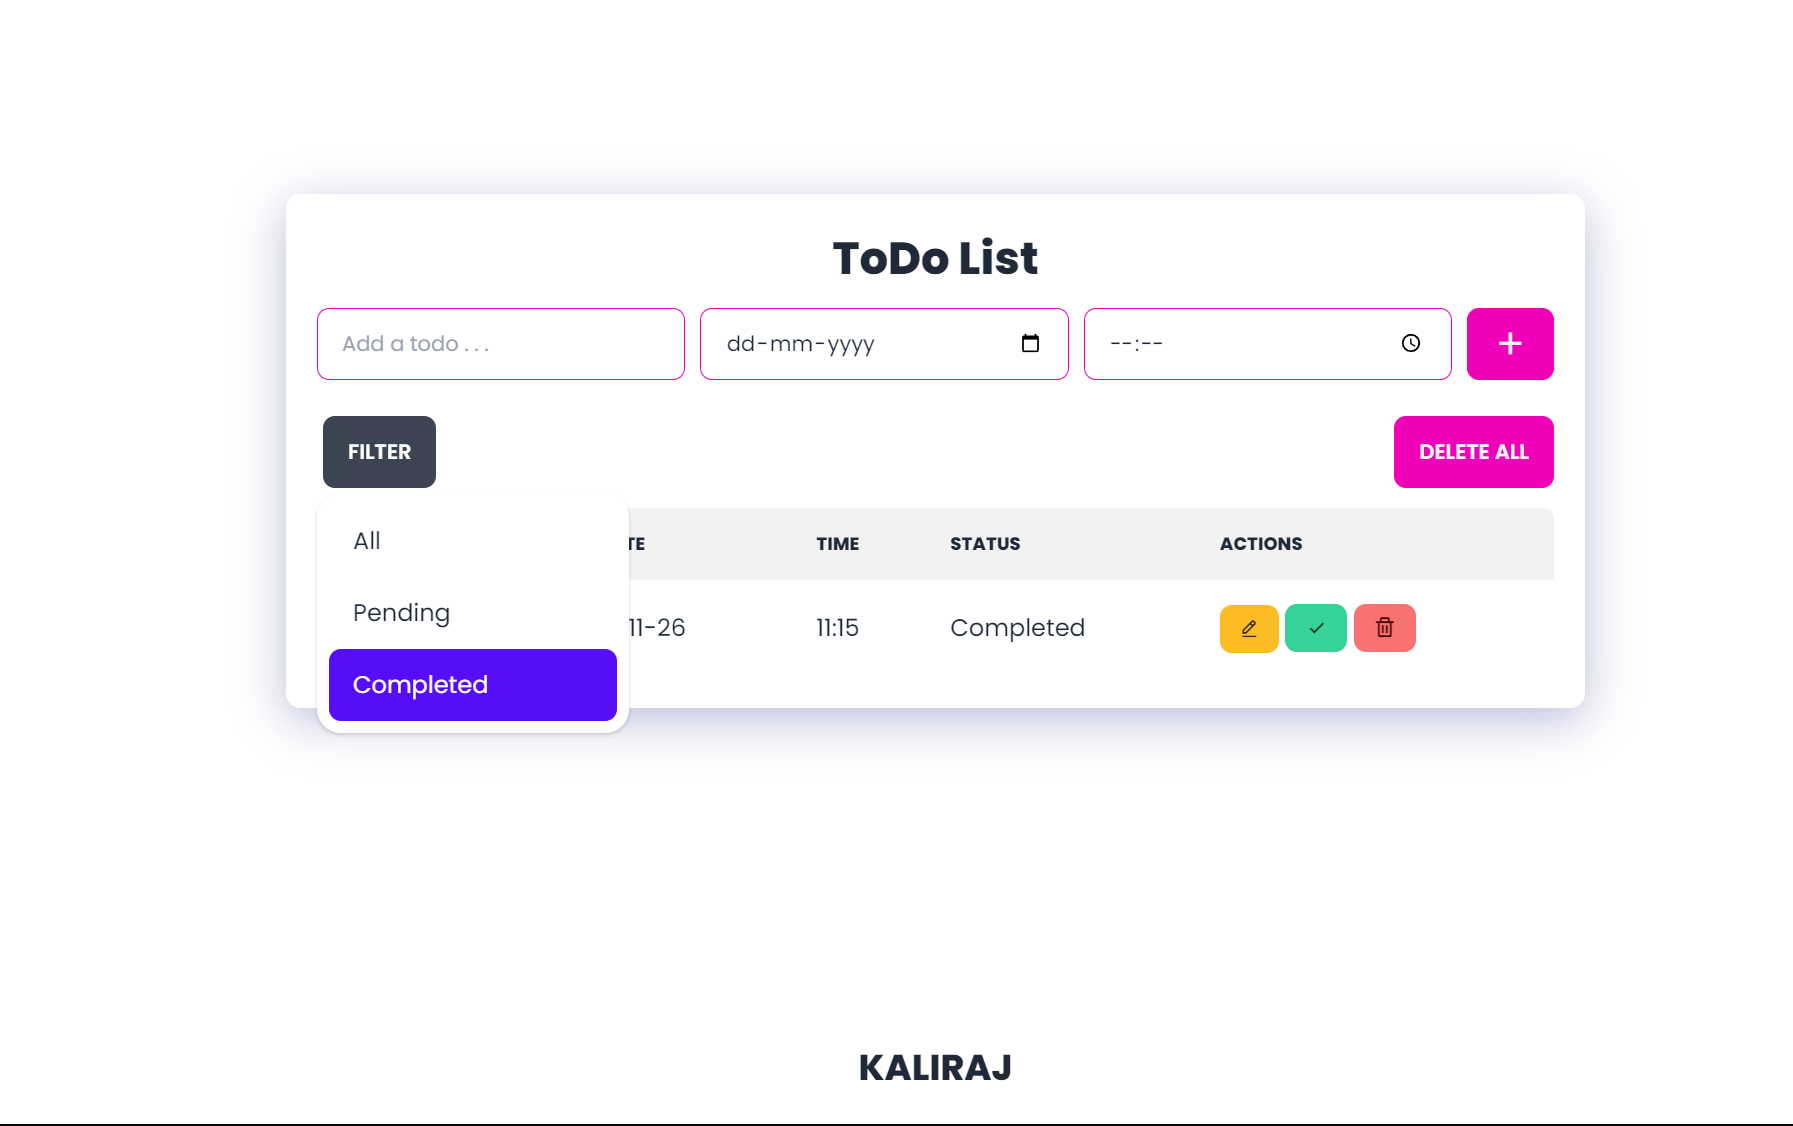 ToDo List
Add a todo . . .
dd-mm-yyyy
--:--
+
FILTER
DELETE ALL
All
TIME
STATUS
ACTIONS
Pending
11-26
11:15
Completed
Completed
KALIRAJ